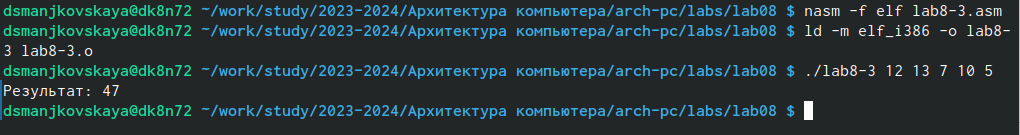 dsmanjkovskaya@dk8n72 ~/work/study/2023-2024/Архитектура компьютера/arch-pc/labs/lab08 $ nasm -f elf lab8-3.asm
dsmanjkovskaya@dk8n72 ~/work/study/2023-2024/Архитектура компьютера/arch-pc/labs/lab08 $ ld -m elf_i386 -o lab8-
3 lab8-3.o
dsmanjkovskaya@dk8n72 ~/work/study/2023-2024/Архитектура компьютера/arch-pc/labs/lab08 $ ./lab8-3 12 13 7 10 5
Результат: 47
dsmanjkovskaya@dk8n72 ~/work/study/2023-2024/Архитектура компьютера/arch-pc/labs/lab08 $